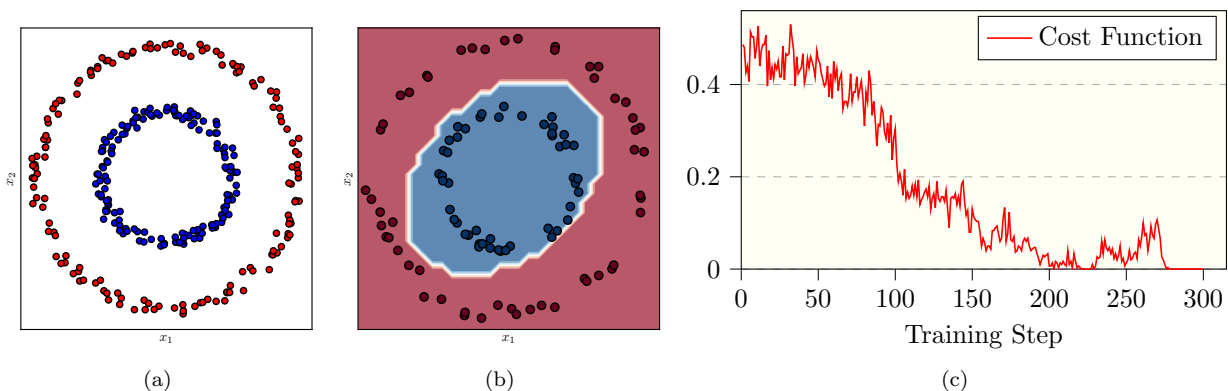 x₂
x₁
(a)
x₂
x₁
(b)
Cost Function
0.4
0.2
0
0 50 100 150 200 250 300
Training Step
(c)